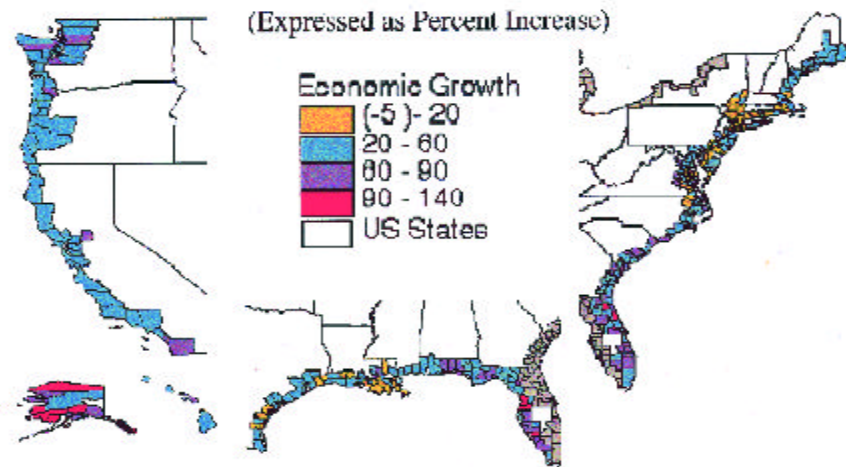 (Expressed as Percent Increase)
Economic Growth
(-5 )- 20
20 - 60
60 - 90
90 - 140
US States